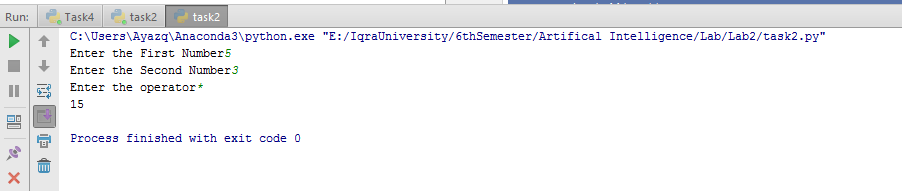 Run: Task4 task2 task2
C:\Users\Ayazq\Anaconda3\python.exe "E:/IqraUniversity/6thSemester/Artifical Intelligence/Lab/Lab2/task2.py"
Enter the First Number5
Enter the Second Number3
Enter the operator*
15
Process finished with exit code 0